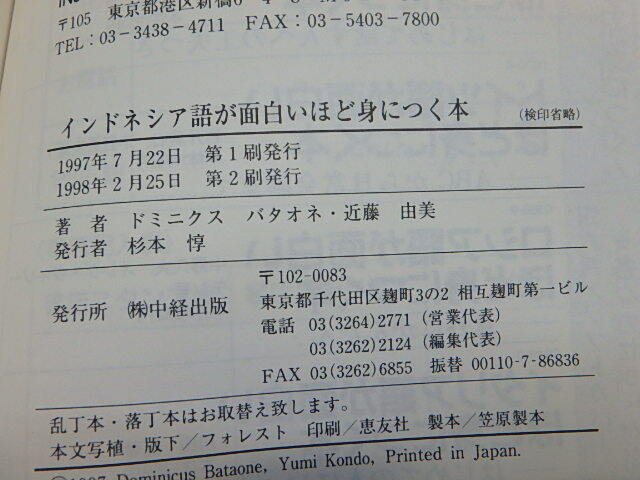 〒105 東京都港区新橋6
TEL：03-3438-4711 FAX：03-5403-7800
インドネシア語が面白いほど身につく本 （検印省略）
1997年7月22日 第1刷発行
1998年2月25日 第2刷発行
著者 ドミニクス バタオネ・近藤 由美
発行者 杉本 惇
〒102-0083
発行所 ㈱中経出版 東京都千代田区麹町3の2 相互麹町第一ビル
電話 03(3264)2771（営業代表）
03(3262)2124（編集代表）
FAX 03(3262)6855 振替 00110-7-86836
乱丁本・落丁本はお取替え致します。
本文写植・版下／フォレスト 印刷／恵友社 製本／笠原製本
©1997 Dominicus Bataone, Yumi Kondo, Printed in Japan.